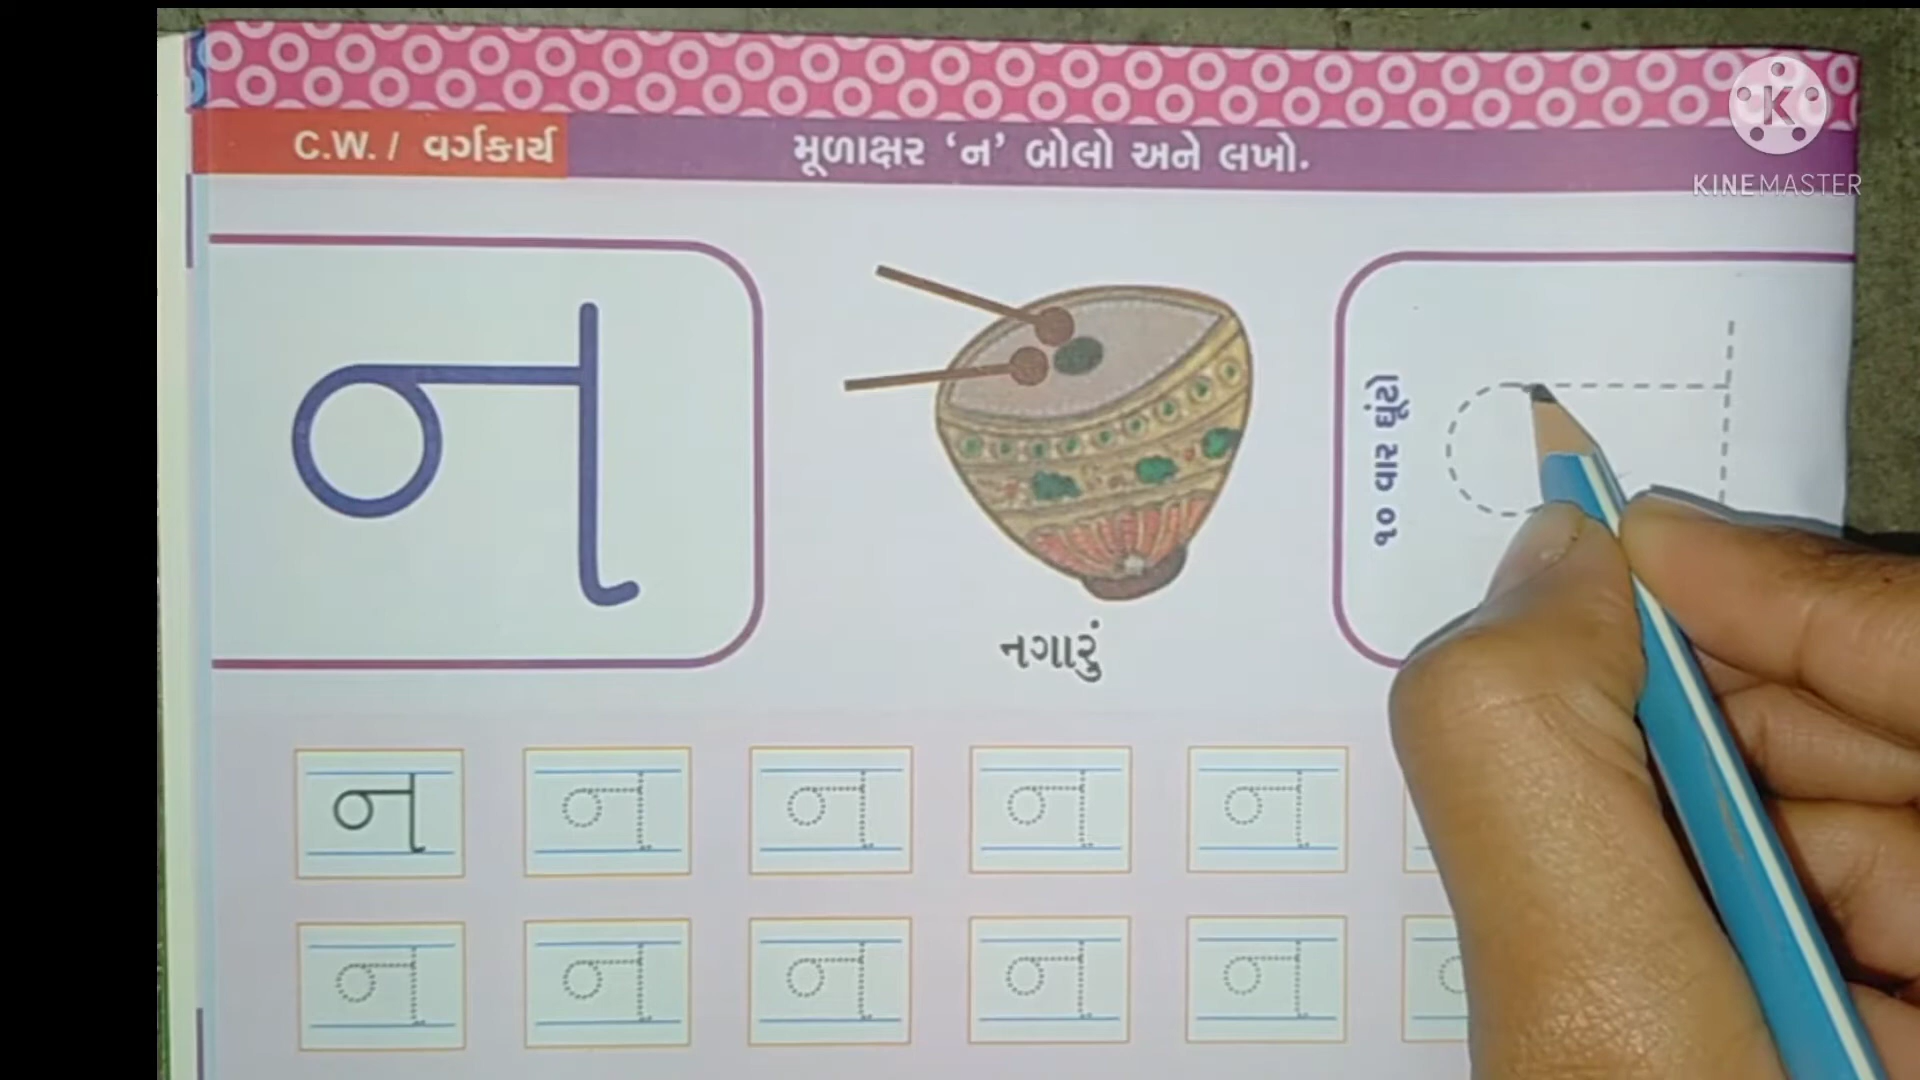 C.W. / વર્ગકાર્ય
મૂળાક્ષર ‘ન’ બોલો અને લખો.
KINEMASTER
ન
નગારું
૧૦ વાર ઘૂંટો
ન
ન ન ન ન ન
ન ન ન ન ન